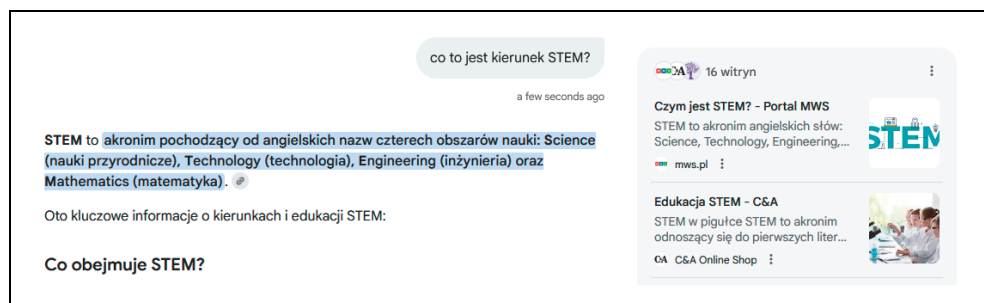 co to jest kierunek STEM?
a few seconds ago
STEM to akronim pochodzący od angielskich nazw czterech obszarów nauki: Science
(nauki przyrodnicze), Technology (technologia), Engineering (inżynieria) oraz
Mathematics (matematyka).
Oto kluczowe informacje o kierunkach i edukacji STEM:
Co obejmuje STEM?
16 witryn
Czym jest STEM? - Portal MWS
STEM to akronim angielskich słów:
Science, Technology, Engineering,...
mws.pl
STEM
Edukacja STEM - C&A
STEM w pigułce STEM to akronim
odnoszący się do pierwszych liter...
CA C&A Online Shop